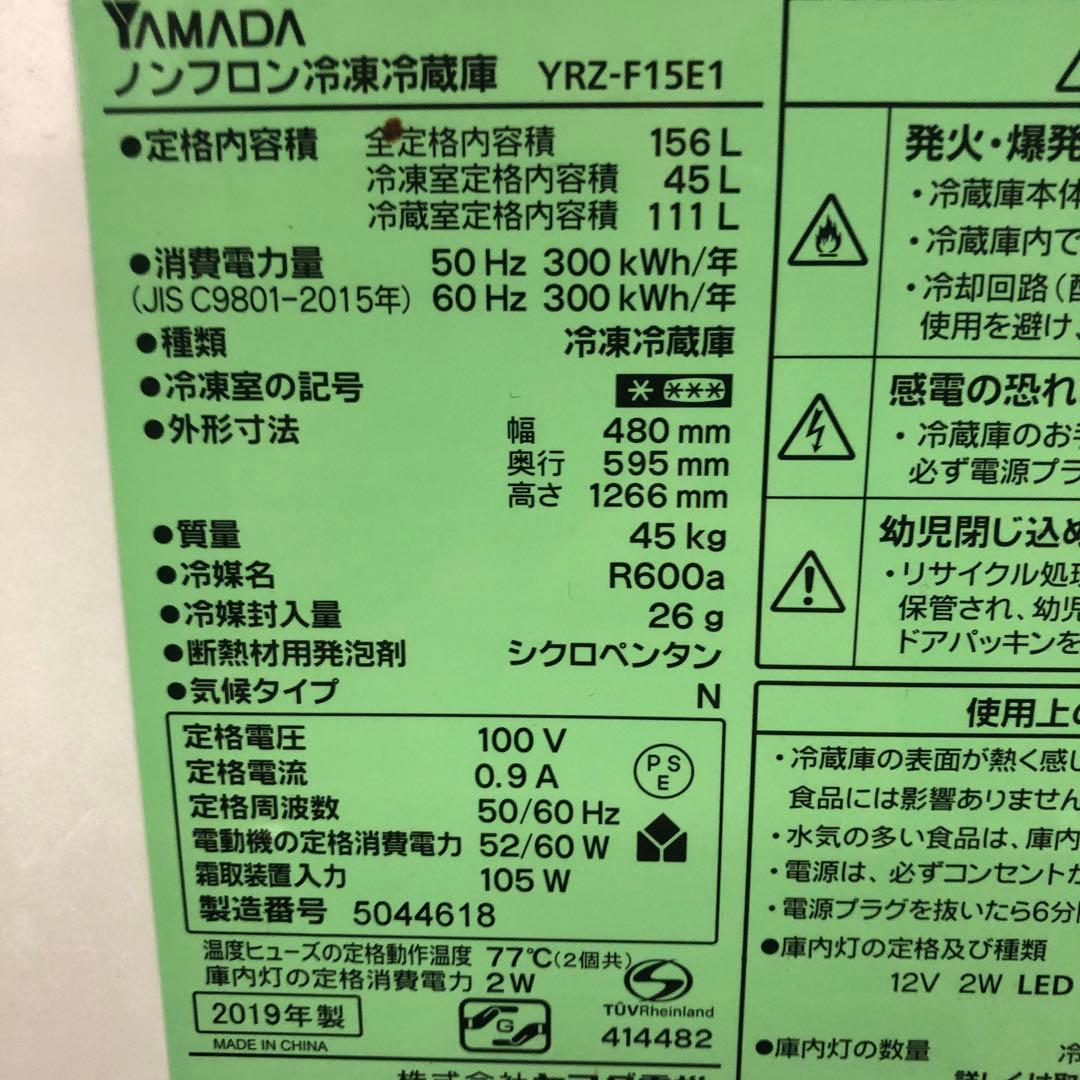 YAMADA
ノンフロン冷凍冷蔵庫 YRZ-F15E1
●定格内容積 全定格内容積 156 L
冷凍室定格内容積 45 L
冷蔵室定格内容積 111 L
●消費電力量 50 Hz 300 kWh/年
(JIS C9801-2015年) 60 Hz 300 kWh/年
●種類 冷凍冷蔵庫
●冷凍室の記号
●外形寸法 幅 480 mm
奥行 595 mm
高さ 1266 mm
●質量 45 kg
●冷媒名 R600a
●冷媒封入量 26 g
●断熱材用発泡剤 シクロペンタン
●気候タイプ N
定格電圧 100 V
定格電流 0.9 A
定格周波数 50/60 Hz
電動機の定格消費電力 52/60 W
霜取装置入力 105 W
製造番号 5044618
PSE
温度ヒューズの定格動作温度 77℃(2個共)
庫内灯の定格消費電力 2W
2019年製
MADE IN CHINA
G
TÜVRheinland
414482
発火・爆発
・冷蔵庫本体
・冷蔵庫内で
・冷却回路(配
使用を避け、
感電の恐れ
・冷蔵庫のお手
必ず電源プラ
幼児閉じ込め
・リサイクル処理
保管され、幼児
ドアパッキンを
使用上の
・冷蔵庫の表面が熱く感じ
食品には影響ありません
・水気の多い食品は、庫内
・電源は、必ずコンセントか
・電源プラグを抜いたら6分間
●庫内灯の定格及び種類
12V 2W LED
●庫内灯の数量 冷